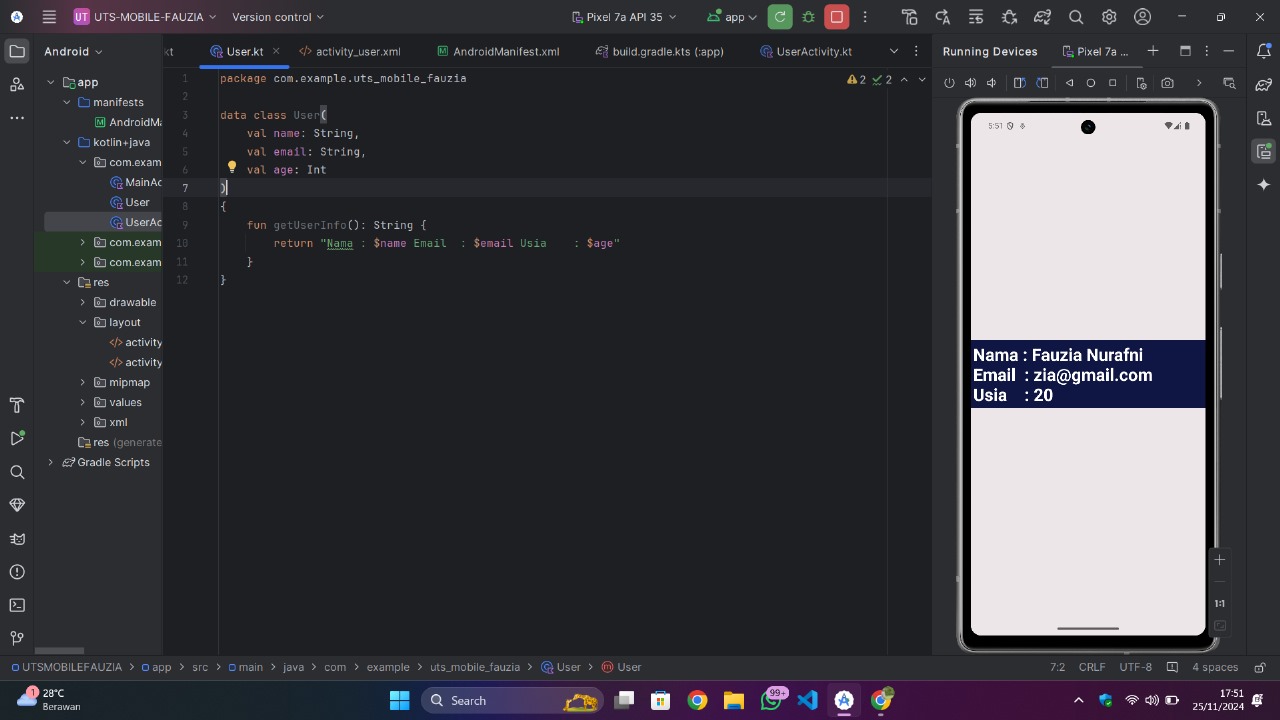 UT UTS-MOBILE-FAUZIA Version control Pixel 7a API 35 app
Android
kt User.kt activity_user.xml AndroidManifest.xml build.gradle.kts (:app) UserActivity.kt
Running Devices Pixel 7a ...
app
manifests
AndroidMa
kotlin+java
com.exam
MainAc
User
UserAc
com.exam
com.exam
res
drawable
layout
activity
activity
mipmap
values
xml
res (generate
Gradle Scripts
1 package com.example.uts_mobile_fauzia
2
3 data class User(
4 val name: String,
5 val email: String,
6 val age: Int
7 )
8 {
9 fun getUserInfo(): String {
10 return "Nama : $name Email  : $email Usia    : $age"
11 }
12 }
2 2
5:51
Nama : Fauzia Nurafni
Email  : zia@gmail.com
Usia    : 20
1:1
UTSMOBILEFAUZIA > app > src > main > java > com > example > uts_mobile_fauzia > User > User
7:2 CRLF UTF-8 4 spaces
1 28°C
Berawan
Search
99+
17:51
25/11/2024